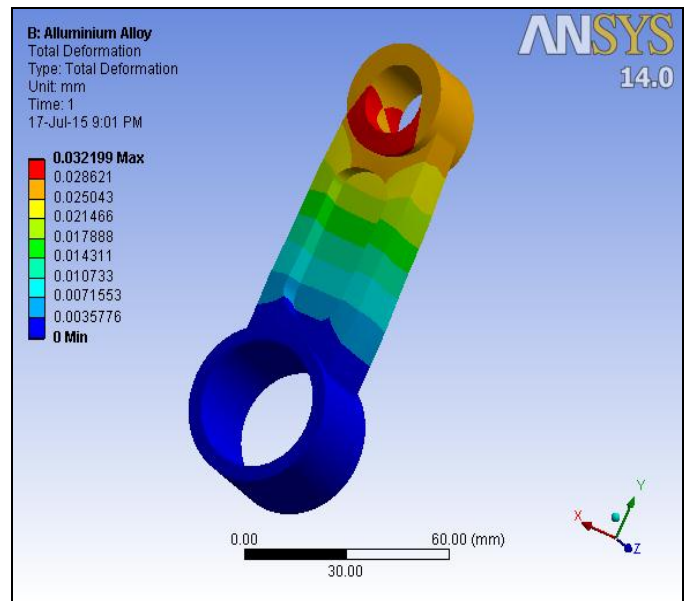 B: Alluminium Alloy
Total Deformation
Type: Total Deformation
Unit: mm
Time: 1
17-Jul-15 9:01 PM
ANSYS
14.0
0.032199 Max
0.028621
0.025043
0.021466
0.017888
0.014311
0.010733
0.0071553
0.0035776
0 Min
0.00
60.00 (mm)
30.00
Y
X
Z